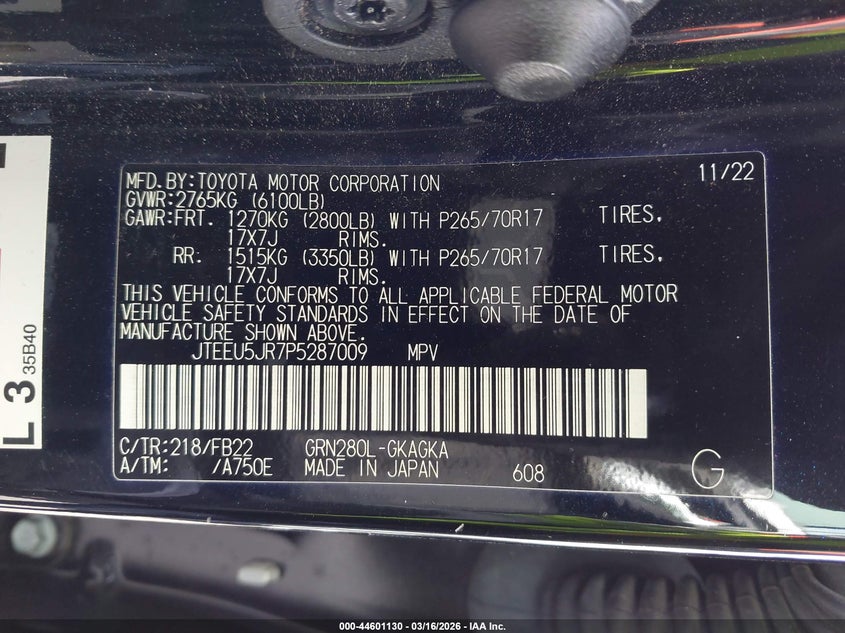 MFD.BY:TOYOTA MOTOR CORPORATION 11/22
GVWR:2765KG (6100LB)
GAWR:FRT. 1270KG (2800LB) WITH P265/70R17 TIRES,
17X7J RIMS.
RR. 1515KG (3350LB) WITH P265/70R17 TIRES,
17X7J RIMS.
THIS VEHICLE CONFORMS TO ALL APPLICABLE FEDERAL MOTOR
VEHICLE SAFETY STANDARDS IN EFFECT ON THE DATE OF
MANUFACTURE SHOWN ABOVE.
JTEEU5JR7P5287009 MPV
C/TR:218/FB22 GRN280L-GKAGKA
A/TM: /A750E MADE IN JAPAN 608
G
L 3
35B40
000-44601130 - 03/16/2026 - IAA Inc.